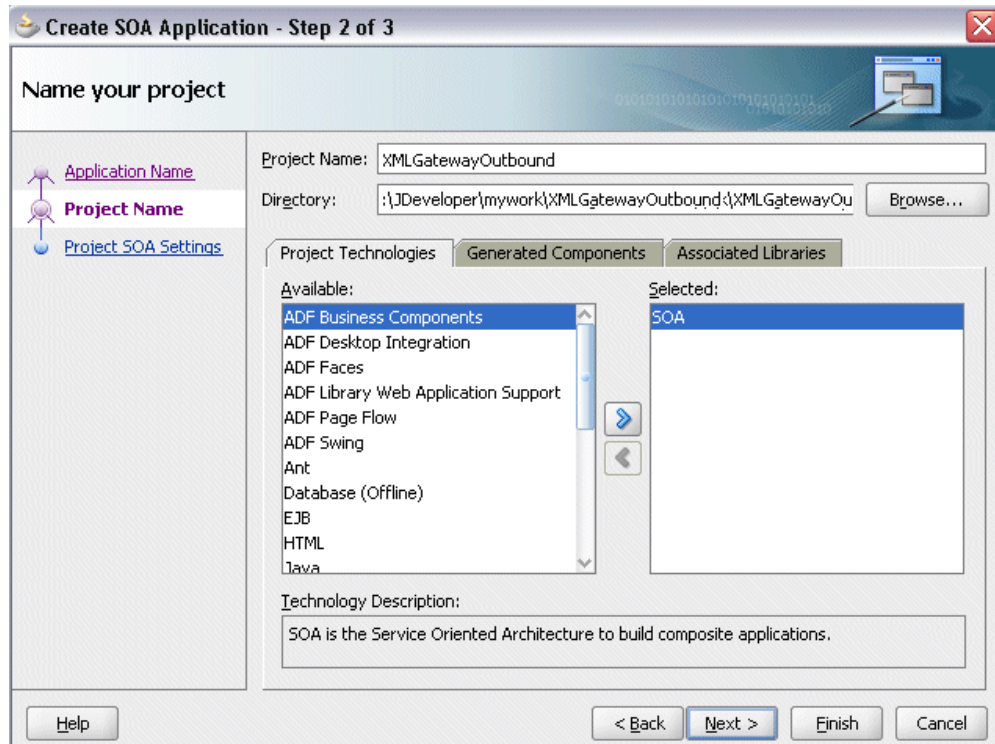 Create SOA Application - Step 2 of 3
Name your project
Application Name
Project Name
Project SOA Settings
Project Name: XMLGatewayOutbound
Directory: :\JDeveloper\mywork\XMLGatewayOutbound\XMLGatewayOu Browse...
Project Technologies Generated Components Associated Libraries
Available: Selected:
ADF Business Components SOA
ADF Desktop Integration
ADF Faces
ADF Library Web Application Support
ADF Page Flow
ADF Swing
Ant
Database (Offline)
EJB
HTML
Java
Technology Description:
SOA is the Service Oriented Architecture to build composite applications.
Help < Back Next > Finish Cancel